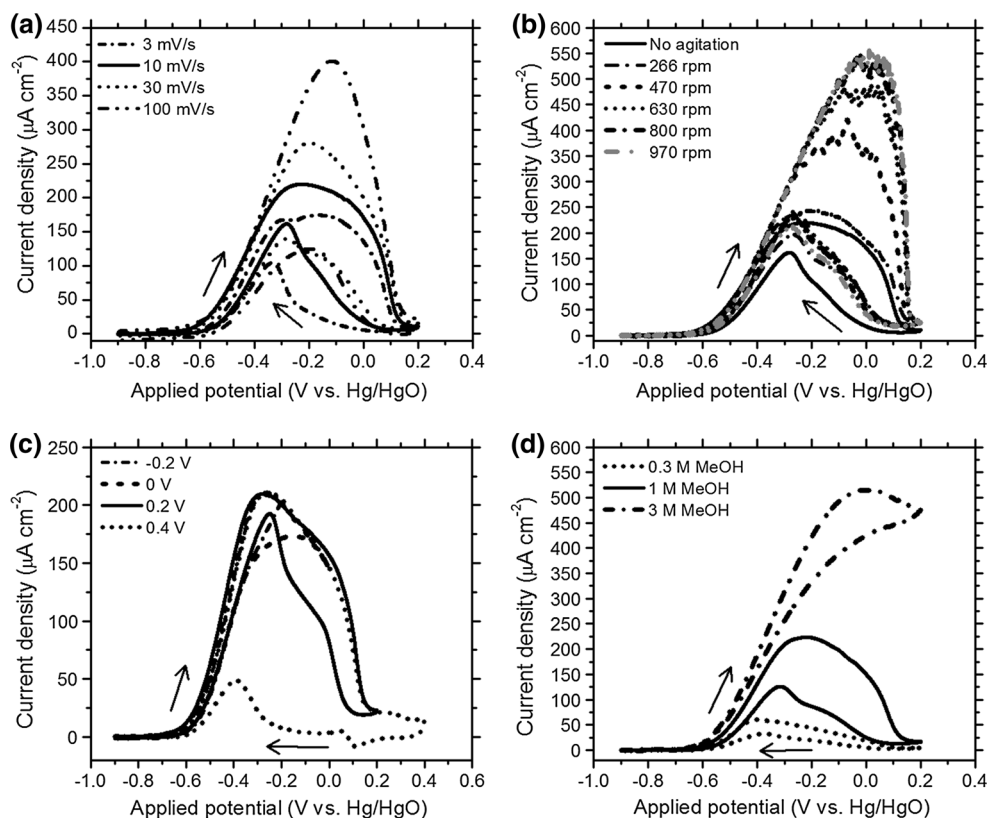 (a)
3 mV/s
10 mV/s
30 mV/s
100 mV/s
Current density (µA cm⁻²)
450
400
350
300
250
200
150
100
50
0
-1.0 -0.8 -0.6 -0.4 -0.2 0.0 0.2 0.4
Applied potential (V vs. Hg/HgO)
(b)
No agitation
266 rpm
470 rpm
630 rpm
800 rpm
970 rpm
Current density (µA cm⁻²)
600
550
500
450
400
350
300
250
200
150
100
50
0
-1.0 -0.8 -0.6 -0.4 -0.2 0.0 0.2 0.4
Applied potential (V vs. Hg/HgO)
(c)
-0.2 V
0 V
0.2 V
0.4 V
Current density (µA cm⁻²)
250
200
150
100
50
0
-1.0 -0.8 -0.6 -0.4 -0.2 0.0 0.2 0.4 0.6
Applied potential (V vs. Hg/HgO)
(d)
0.3 M MeOH
1 M MeOH
3 M MeOH
Current density (µA cm⁻²)
600
550
500
450
400
350
300
250
200
150
100
50
0
-1.0 -0.8 -0.6 -0.4 -0.2 0.0 0.2 0.4
Applied potential (V vs. Hg/HgO)